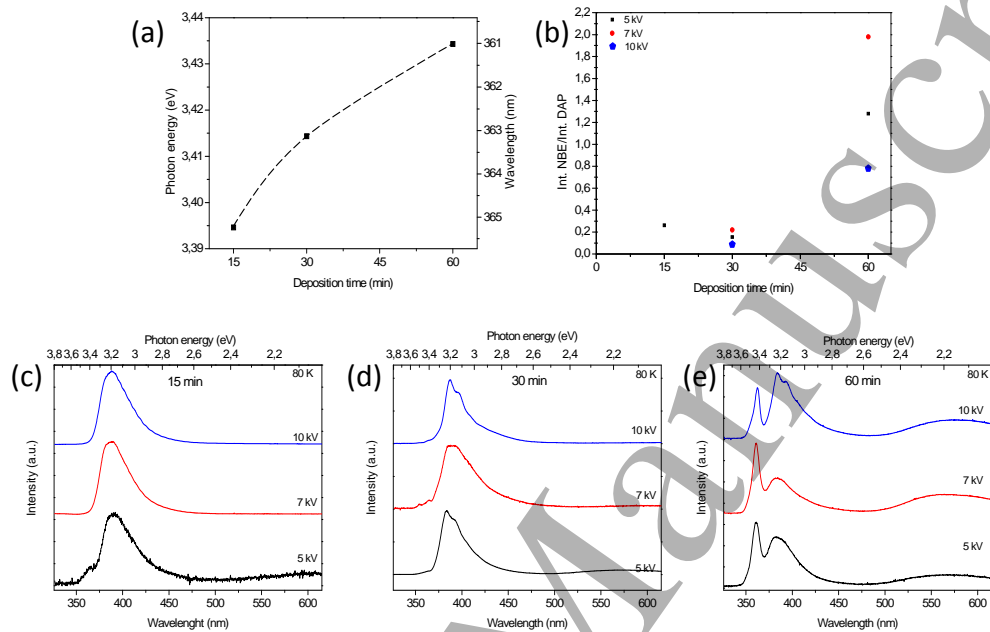 (a)
3,44
3,43
3,42
3,41
3,40
3,39
Photon energy (eV)
361
362
363
364
365
Wavelength (nm)
15 30 45 60
Deposition time (min)
(b)
5 kV
7 kV
10 kV
2,2
2,0
1,8
1,6
1,4
1,2
1,0
0,8
0,6
0,4
0,2
0,0
Int. NBE/Int. DAP
0 15 30 45 60
Deposition time (min)
(c)
Photon energy (eV)
3,8 3,6 3,4 3,2 3 2,8 2,6 2,4 2,2
15 min
80 K
10 kV
7 kV
5 kV
Intensity (a.u.)
350 400 450 500 550 600
Wavelenght (nm)
(d)
Photon energy (eV)
3,8 3,6 3,4 3,2 3 2,8 2,6 2,4 2,2
30 min
80 K
10 kV
7 kV
5 kV
Intensity (a.u.)
350 400 450 500 550 600
Wavelength (nm)
(e)
Photon energy (eV)
3,8 3,6 3,4 3,2 3 2,8 2,6 2,4 2,2
60 min
80 K
10 kV
7 kV
5 kV
Intensity (a.u.)
350 400 450 500 550 600
Wavelength (nm)
Manuscr